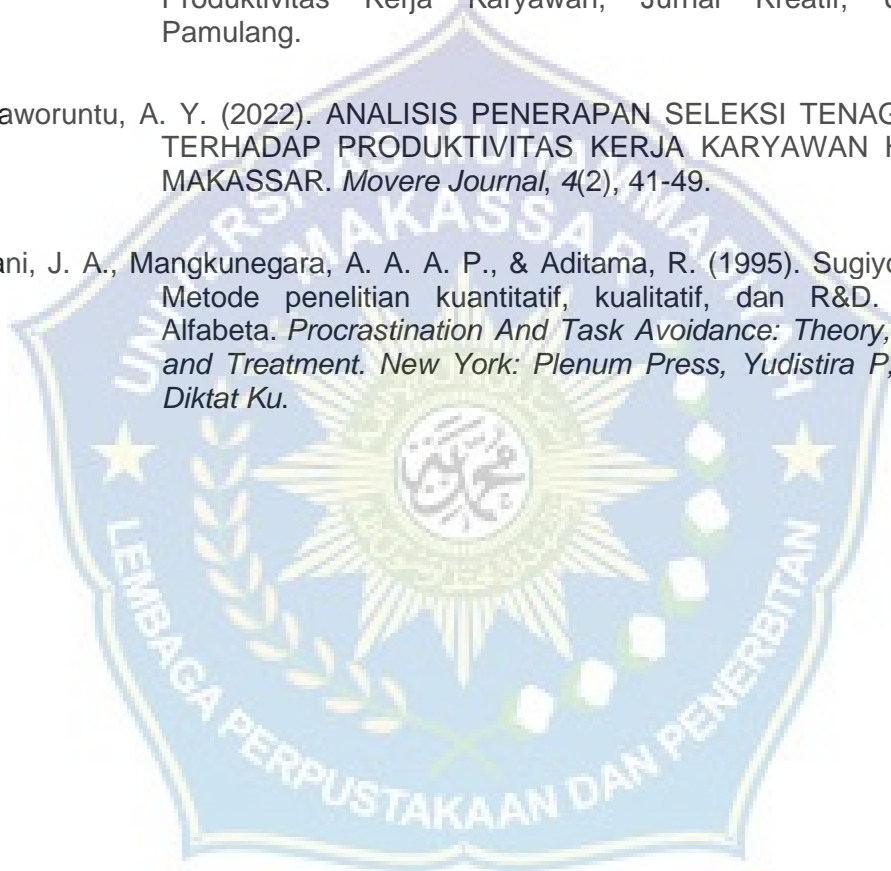 Produktivitas Kerja Karyawan, Jurnal Kreatif,
Pamulang.
aworuntu, A. Y. (2022). ANALISIS PENERAPAN SELEKSI TENAG
TERHADAP PRODUKTIVITAS KERJA KARYAWAN
MAKASSAR. Movere Journal, 4(2), 41-49.
ani, J. A., Mangkunegara, A. A. A. P., & Aditama, R. (1995). Sugiyo
Metode penelitian kuantitatif, kualitatif, dan R&D.
Alfabeta. Procrastination And Task Avoidance: Theory,
and Treatment. New York: Plenum Press, Yudistira P,
Diktat Ku.
UNIVERSITAS MUHAMMADIYAH
MAKASSAR
LEMBAGA PERPUSTAKAAN DAN PENERBITAN